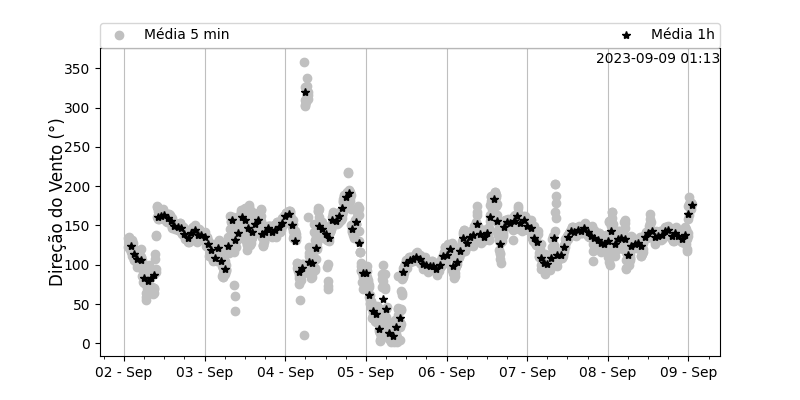 Média 5 min
Média 1h
2023-09-09 01:13
Direção do Vento (°)
350
300
250
200
150
100
50
0
02 - Sep
03 - Sep
04 - Sep
05 - Sep
06 - Sep
07 - Sep
08 - Sep
09 - Sep